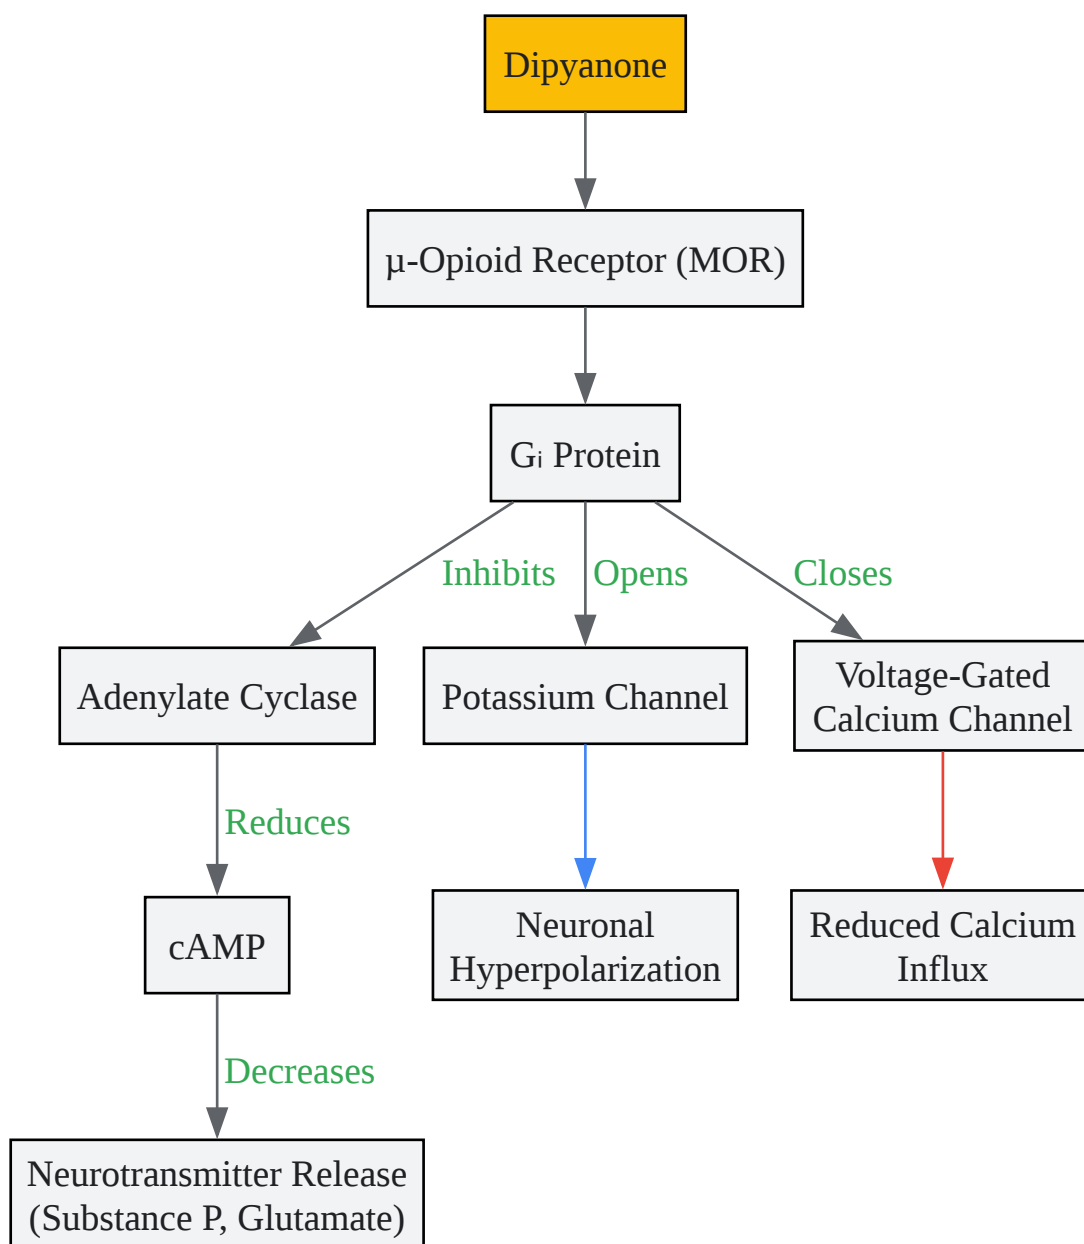 Dipyanone
µ-Opioid Receptor (MOR)
Gᵢ Protein
Inhibits
Opens
Closes
Adenylate Cyclase
Potassium Channel
Voltage-Gated
Calcium Channel
Reduces
cAMP
Neuronal
Hyperpolarization
Reduced Calcium
Influx
Decreases
Neurotransmitter Release
(Substance P, Glutamate)